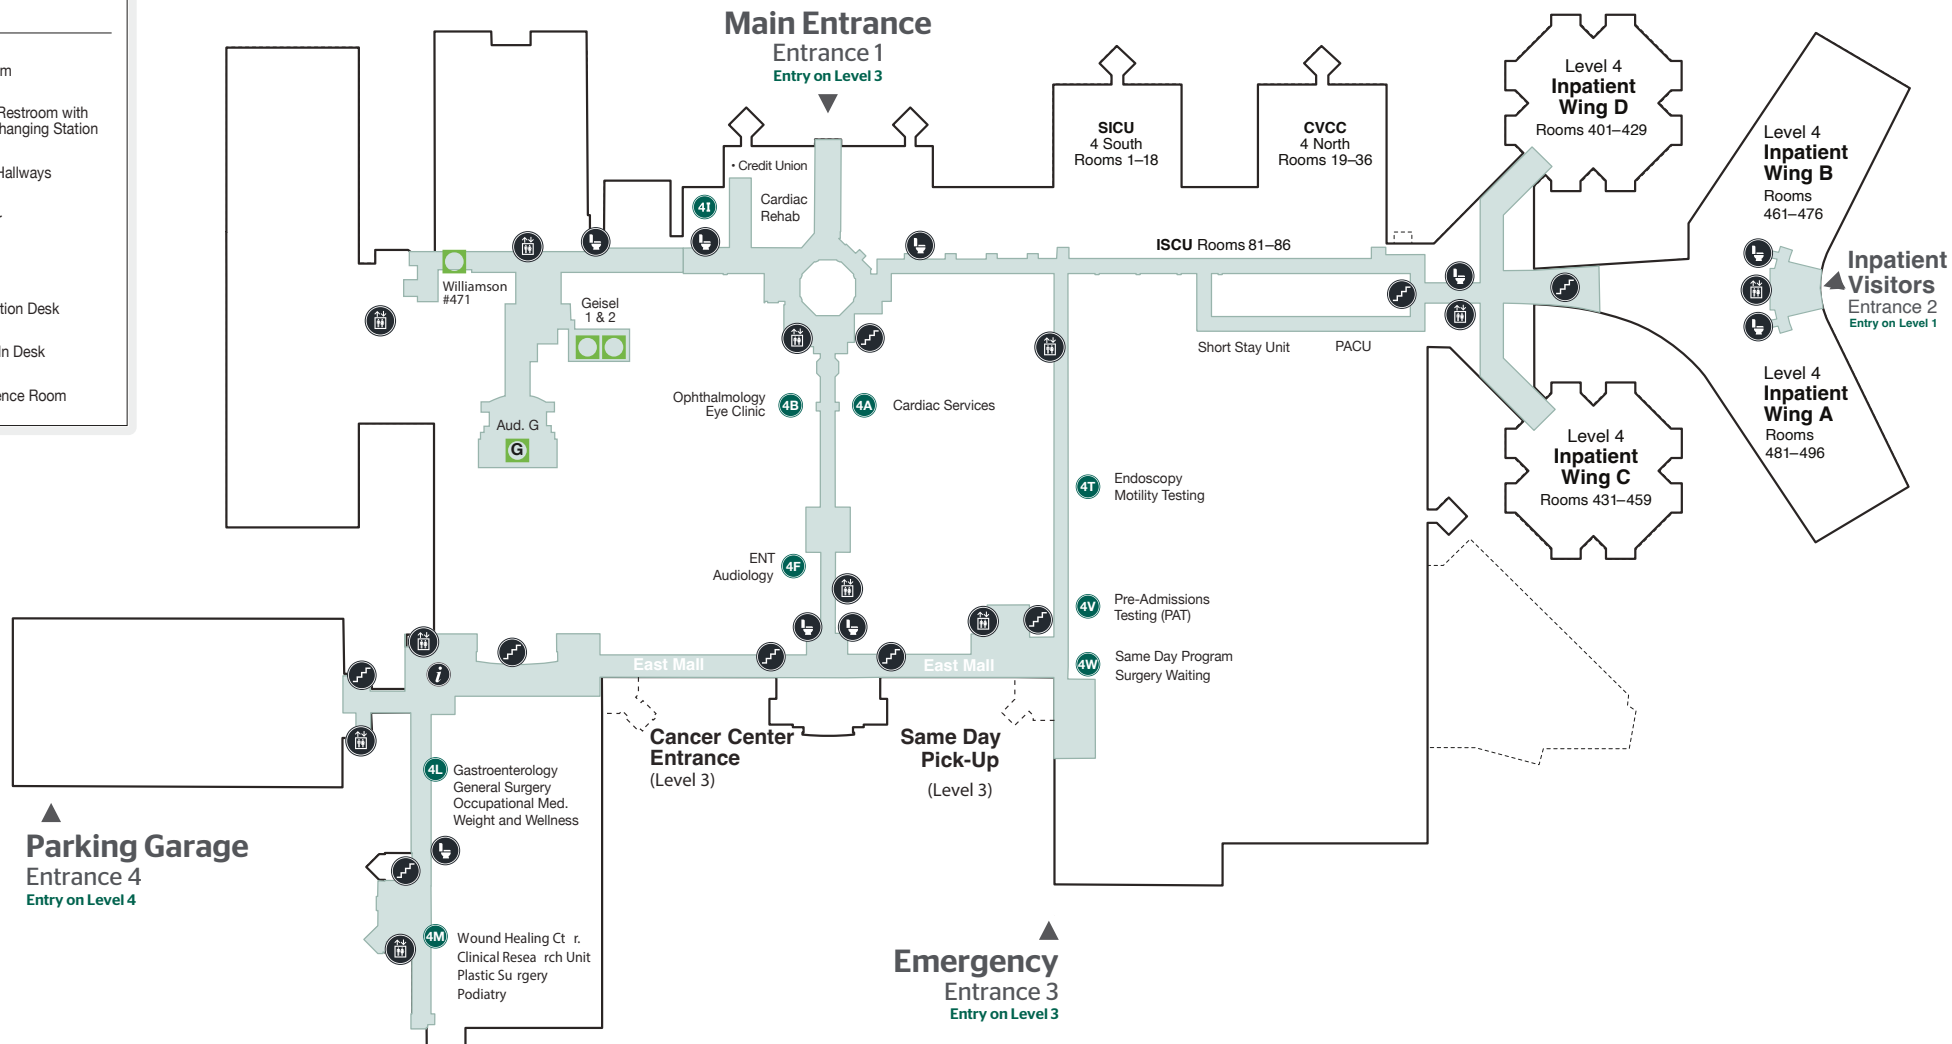 m
Restroom with
hanging Station
Hallways
r
tion Desk
In Desk
ence Room
Main Entrance
Entrance 1
Entry on Level 3
• Credit Union
4I
Cardiac
Rehab
SICU
4 South
Rooms 1–18
CVCC
4 North
Rooms 19–36
ISCU Rooms 81–86
Level 4
Inpatient
Wing D
Rooms 401–429
Level 4
Inpatient
Wing B
Rooms
461–476
Inpatient
Visitors
Entrance 2
Entry on Level 1
Williamson
#471
Geisel
1 & 2
Short Stay Unit
PACU
Level 4
Inpatient
Wing A
Rooms
481–496
Ophthalmology
Eye Clinic
4B
4A
Cardiac Services
Aud. G
G
Level 4
Inpatient
Wing C
Rooms 431–459
4T
Endoscopy
Motility Testing
ENT
Audiology
4F
4V
Pre-Admissions
Testing (PAT)
i
East Mall
East Mall
4W
Same Day Program
Surgery Waiting
Cancer Center
Entrance
(Level 3)
Same Day
Pick-Up
(Level 3)
4L
Gastroenterology
General Surgery
Occupational Med.
Weight and Wellness
Parking Garage
Entrance 4
Entry on Level 4
4M
Wound Healing Ct r.
Clinical Resea rch Unit
Plastic Su rgery
Podiatry
Emergency
Entrance 3
Entry on Level 3